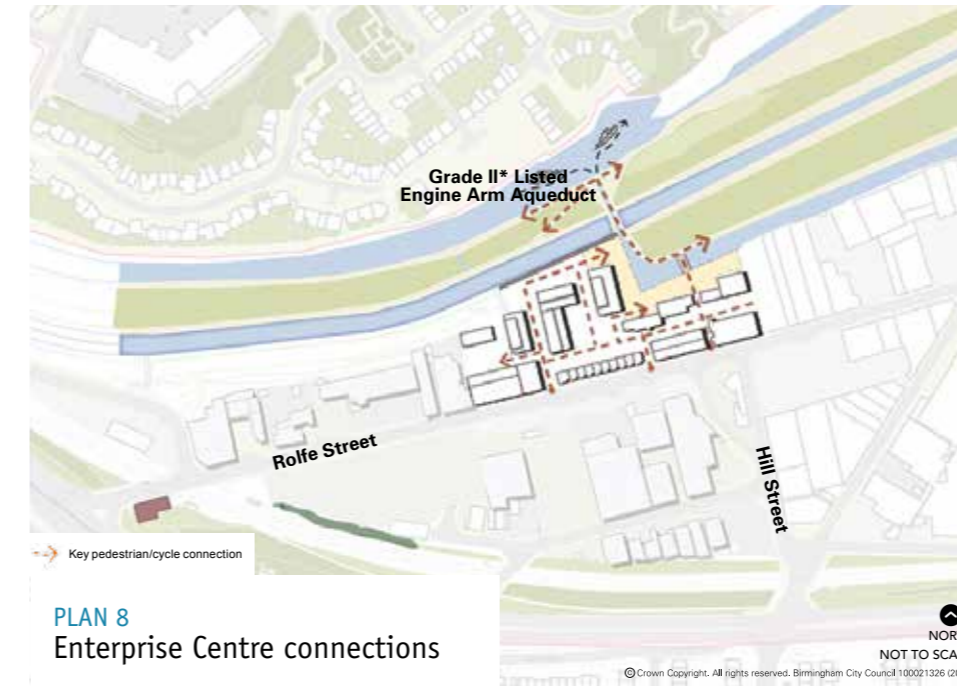 Grade II* Listed
Engine Arm Aqueduct
Rolfe Street
Hill Street
Key pedestrian/cycle connection
PLAN 8
Enterprise Centre connections
NOR
NOT TO SCA
© Crown Copyright. All rights reserved. Birmingham City Council 100021326 (20